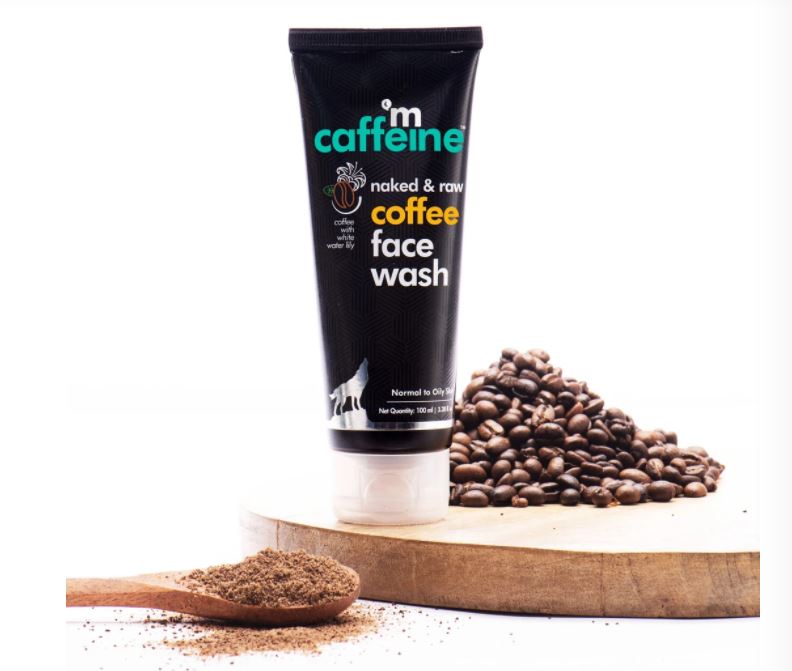 'm
caffeine
naked & raw
coffee
face
wash
coffee
with
white
water lily
Normal to Oily
Net Quantity: 100 ml |